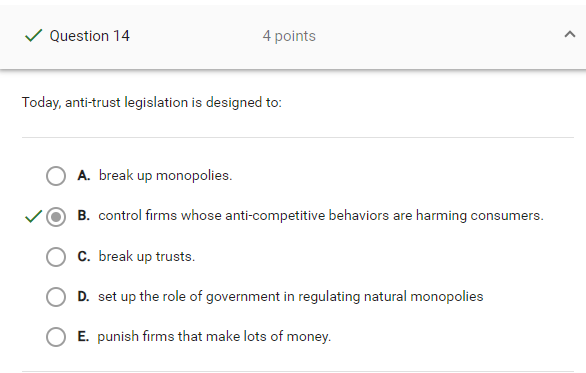 Question 14 4 points
Today, anti-trust legislation is designed to:
A. break up monopolies.
B. control firms whose anti-competitive behaviors are harming consumers.
C. break up trusts.
D. set up the role of government in regulating natural monopolies
E. punish firms that make lots of money.